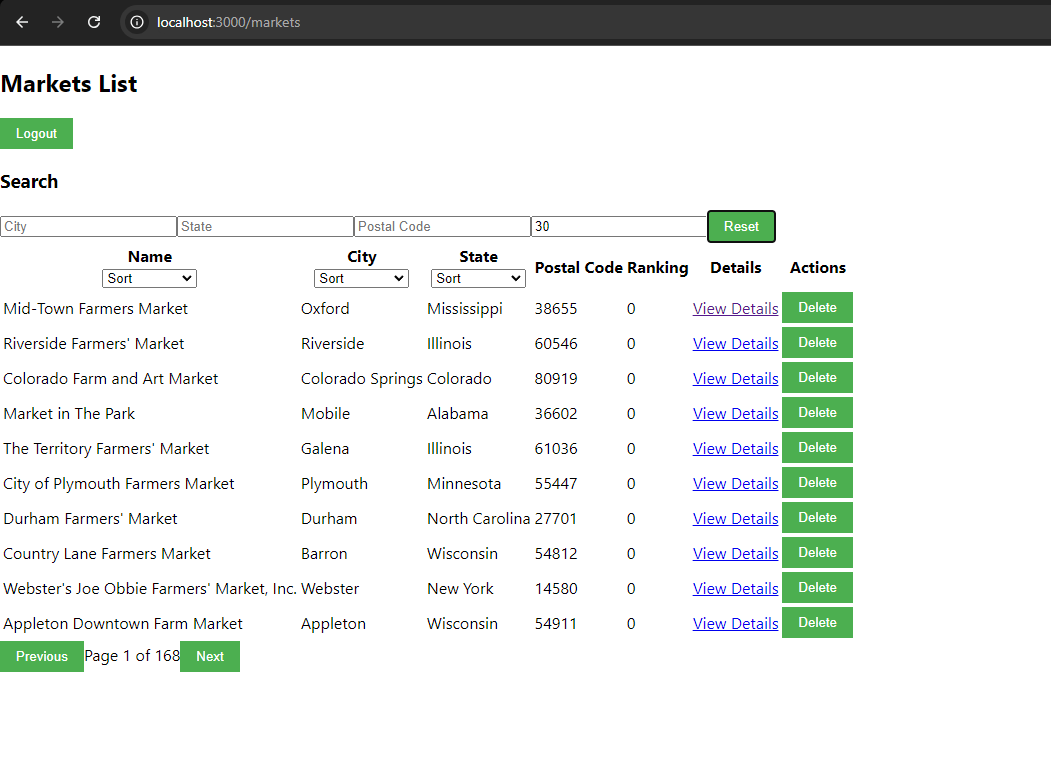 localhost:3000/markets
Markets List
Logout
Search
City State Postal Code 30 Reset
Name City State Postal Code Ranking Details Actions
Sort Sort Sort
Mid-Town Farmers Market Oxford Mississippi 38655 0 View Details Delete
Riverside Farmers' Market Riverside Illinois 60546 0 View Details Delete
Colorado Farm and Art Market Colorado Springs Colorado 80919 0 View Details Delete
Market in The Park Mobile Alabama 36602 0 View Details Delete
The Territory Farmers' Market Galena Illinois 61036 0 View Details Delete
City of Plymouth Farmers Market Plymouth Minnesota 55447 0 View Details Delete
Durham Farmers' Market Durham North Carolina 27701 0 View Details Delete
Country Lane Farmers Market Barron Wisconsin 54812 0 View Details Delete
Webster's Joe Obbie Farmers' Market, Inc. Webster New York 14580 0 View Details Delete
Appleton Downtown Farm Market Appleton Wisconsin 54911 0 View Details Delete
Previous Page 1 of 168 Next